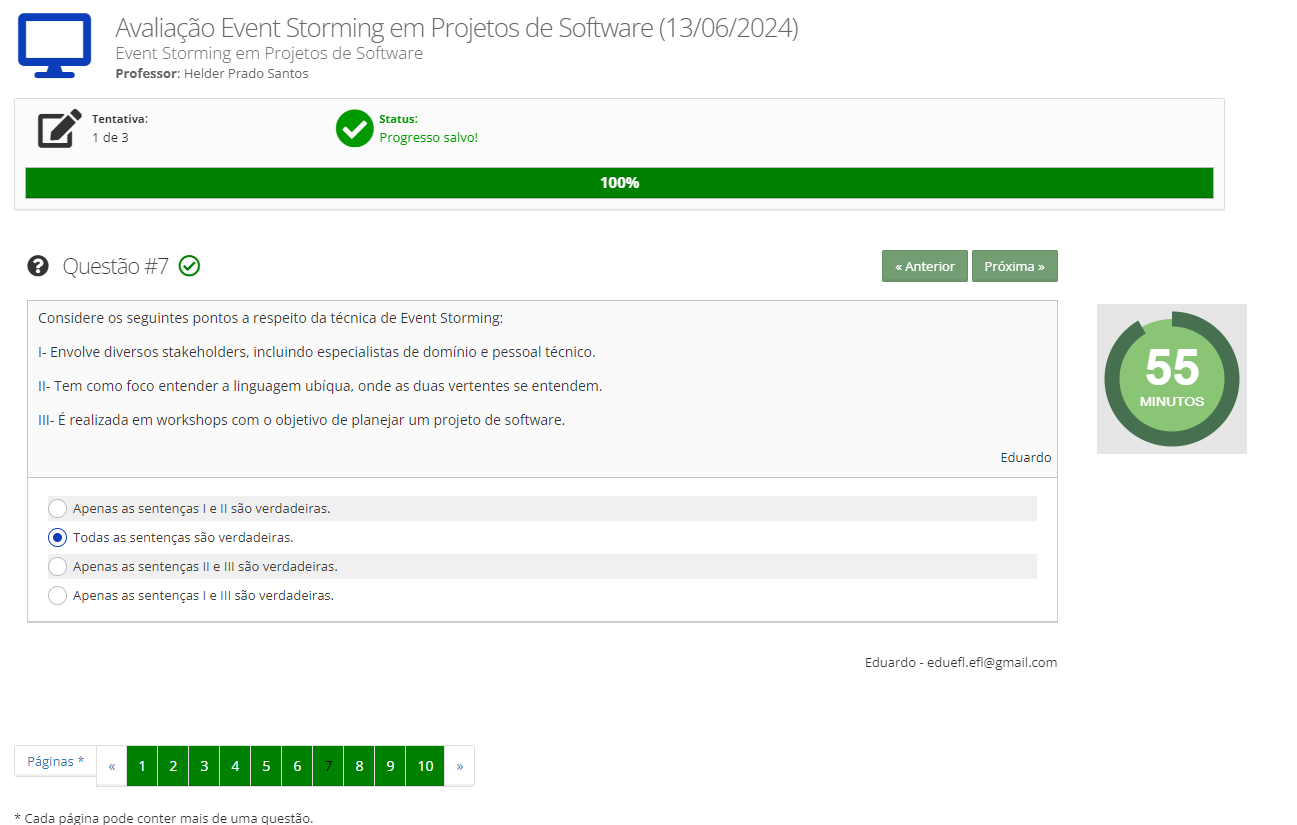 Avaliação Event Storming em Projetos de Software (13/06/2024)
Event Storming em Projetos de Software
Professor: Helder Prado Santos
Tentativa:
1 de 3
Status:
Progresso salvo!
100%
Questão #7
« Anterior
Próxima »
Considere os seguintes pontos a respeito da técnica de Event Storming:
I- Envolve diversos stakeholders, incluindo especialistas de domínio e pessoal técnico.
II- Tem como foco entender a linguagem ubíqua, onde as duas vertentes se entendem.
III- É realizada em workshops com o objetivo de planejar um projeto de software.
Eduardo
55
MINUTOS
Apenas as sentenças I e II são verdadeiras.
Todas as sentenças são verdadeiras.
Apenas as sentenças II e III são verdadeiras.
Apenas as sentenças I e III são verdadeiras.
Eduardo - eduefl.efl@gmail.com
Páginas * « 1 2 3 4 5 6 7 8 9 10 »
* Cada página pode conter mais de uma questão.